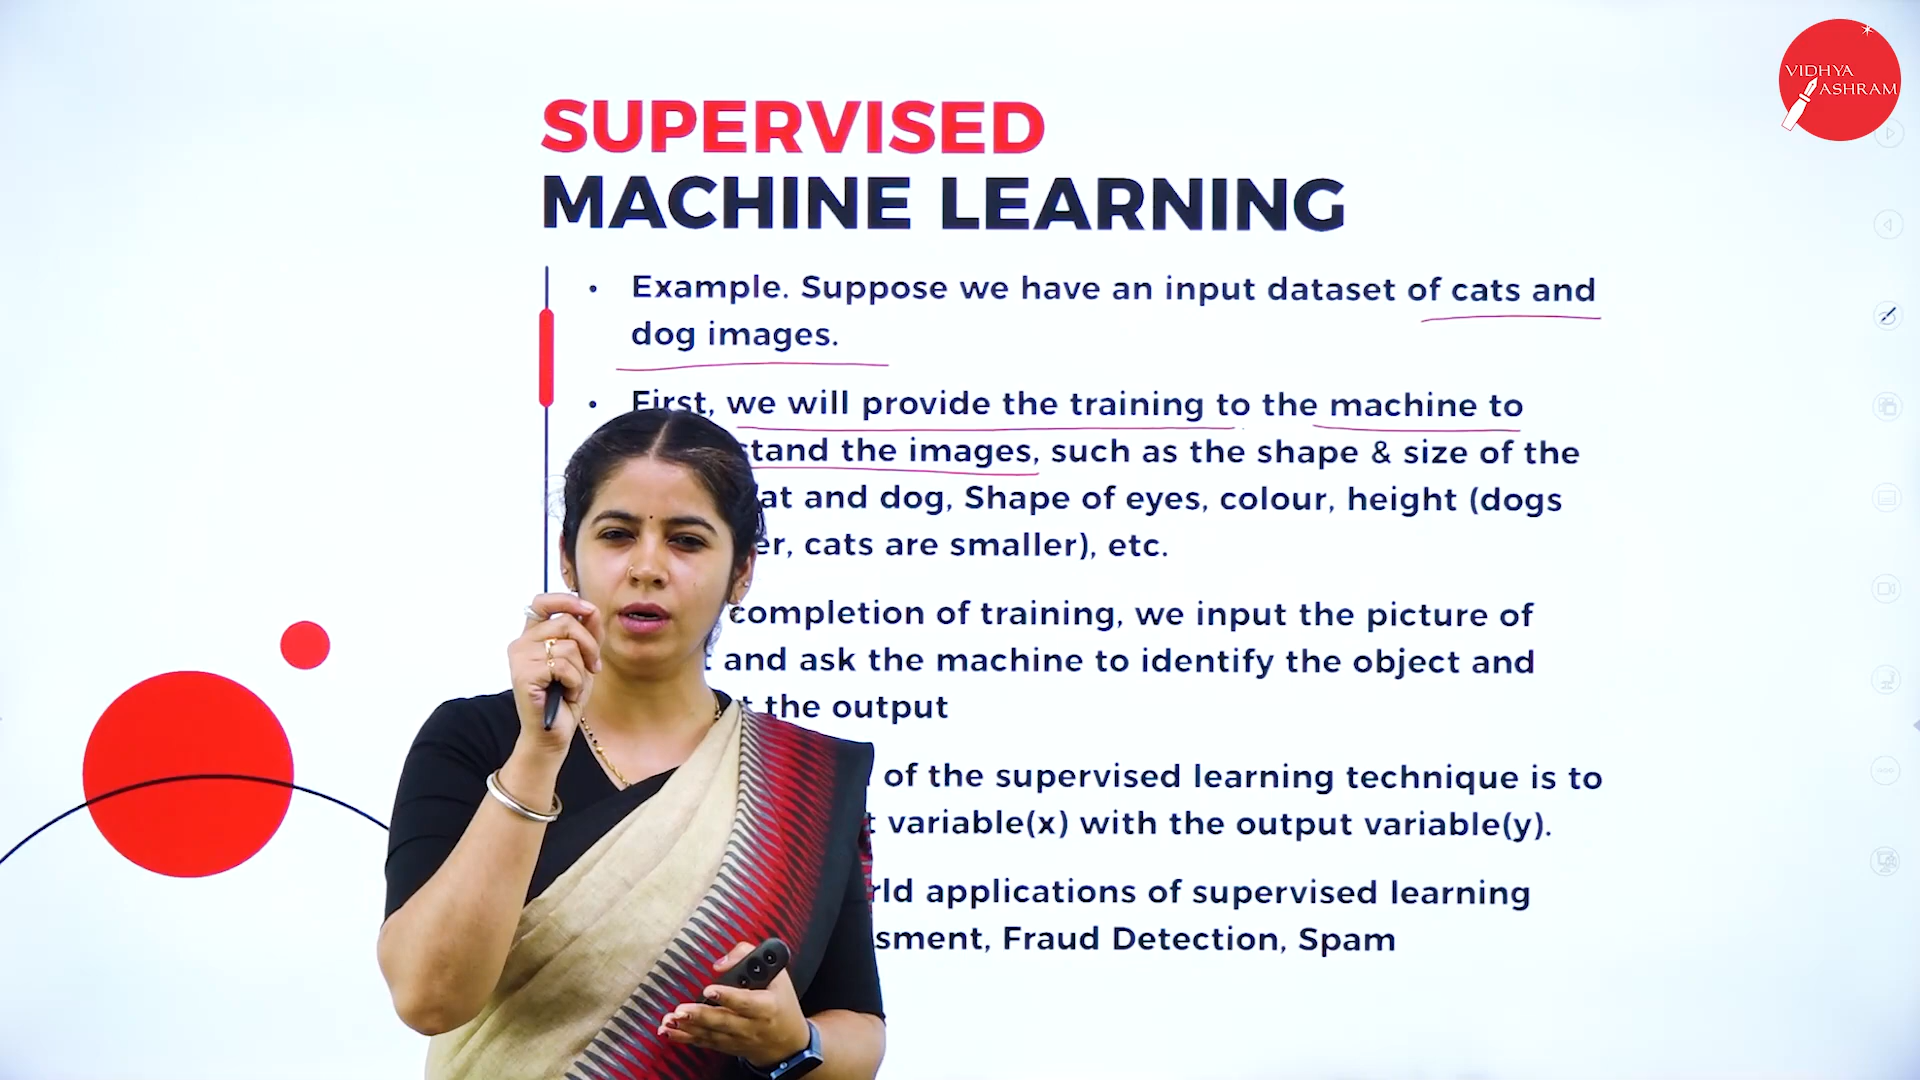 VIDHYA
ASHRAM
SUPERVISED
MACHINE LEARNING
• Example. Suppose we have an input dataset of cats and
dog images.
• First, we will provide the training to the machine to
stand the images, such as the shape & size of the
at and dog, Shape of eyes, colour, height (dogs
er, cats are smaller), etc.
completion of training, we input the picture of
t and ask the machine to identify the object and
t the output
of the supervised learning technique is to
t variable(x) with the output variable(y).
rld applications of supervised learning
sment, Fraud Detection, Spam